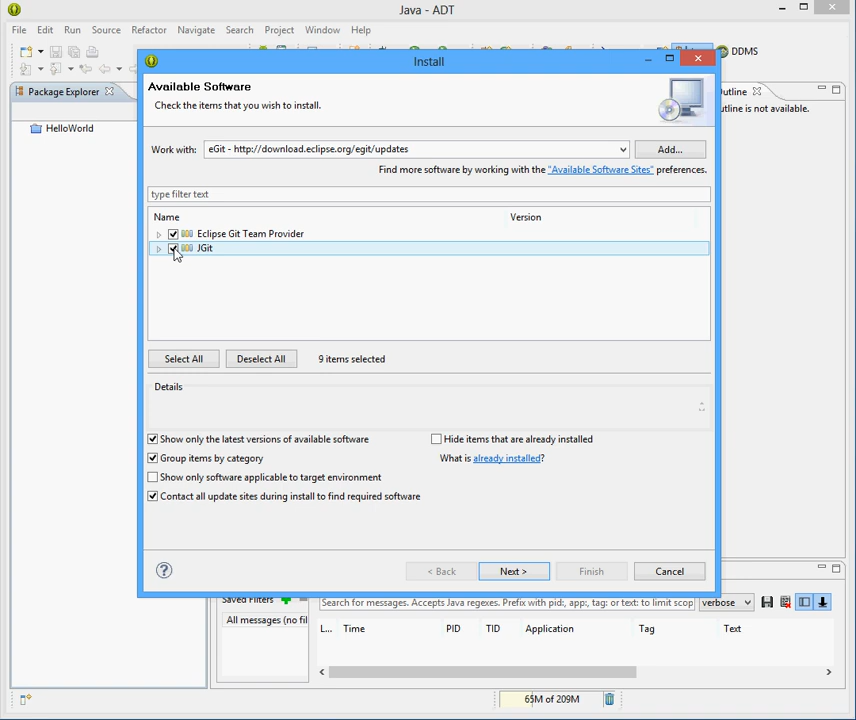 Java - ADT
File Edit Run Source Refactor Navigate Search Project Window Help
DDMS
Package Explorer
HelloWorld
utline
utline is not available.
Install
Available Software
Check the items that you wish to install.
Work with: eGit - http://download.eclipse.org/egit/updates Add...
Find more software by working with the "Available Software Sites" preferences.
type filter text
Name Version
Eclipse Git Team Provider
JGit
Select All Deselect All 9 items selected
Details
Show only the latest versions of available software Hide items that are already installed
Group items by category What is already installed?
Show only software applicable to target environment
Contact all update sites during install to find required software
? < Back Next > Finish Cancel
Saved Filters Search for messages. Accepts Java regexes. Prefix with pid:, app:, tag: or text: to limit scop verbose
All messages (no fil L... Time PID TID Application Tag Text
65M of 209M